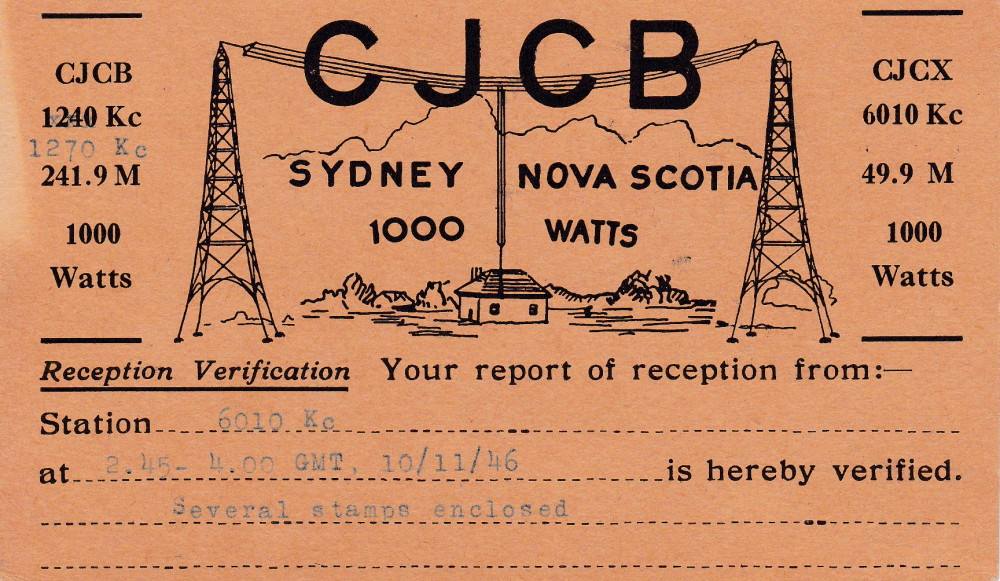 CJCB
CJCB
1240 Kc
1270 Kc
241.9 M
1000
Watts
SYDNEY NOVA SCOTIA
1000 WATTS
CJCX
6010 Kc
49.9 M
1000
Watts
Reception Verification Your report of reception from:—
Station 6010 Kc
at 2.45- 4.00 GMT, 10/11/46 is hereby verified.
Several stamps enclosed